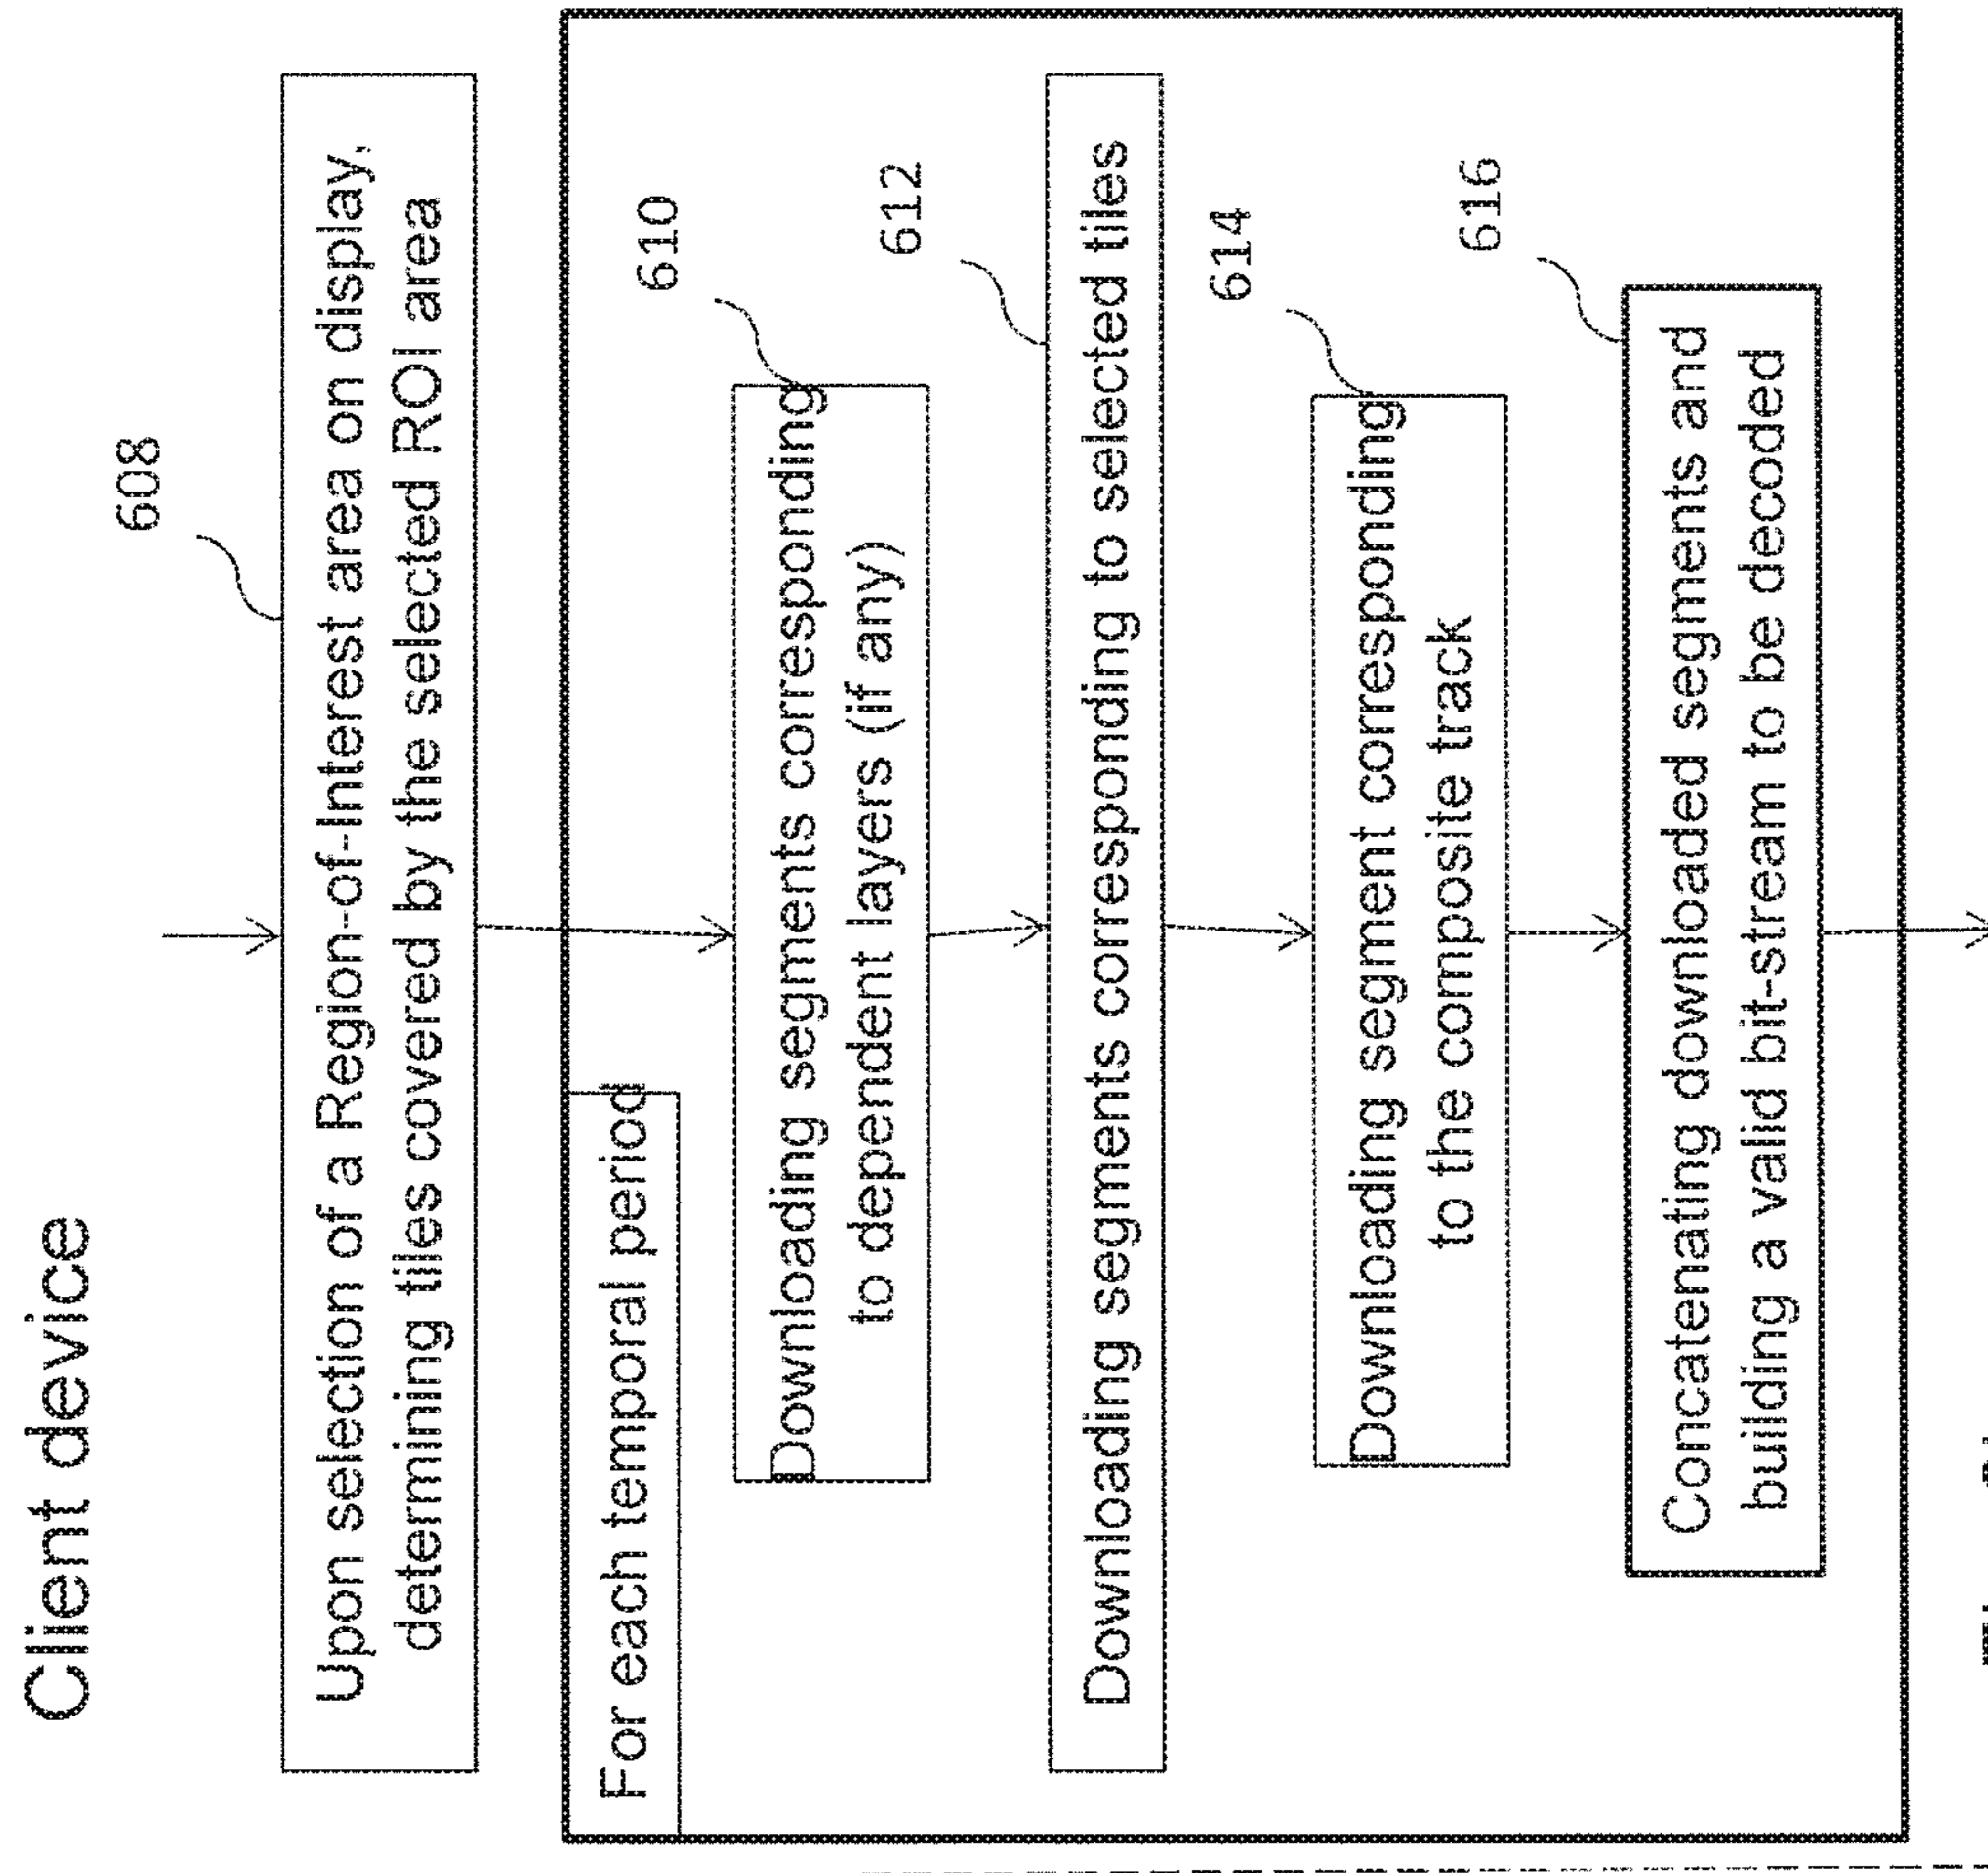 Client device
608
Upon selection of a Region-of-Interest area on display,
determining tiles covered by the selected ROI area
For each temporal period
610
Downloading segments corresponding
to dependent layers (if any)
612
Downloading segments corresponding to selected tiles
614
Downloading segment corresponding
to the composite track
616
Concatenating downloaded segments and
building a valid bit-stream to be decoded